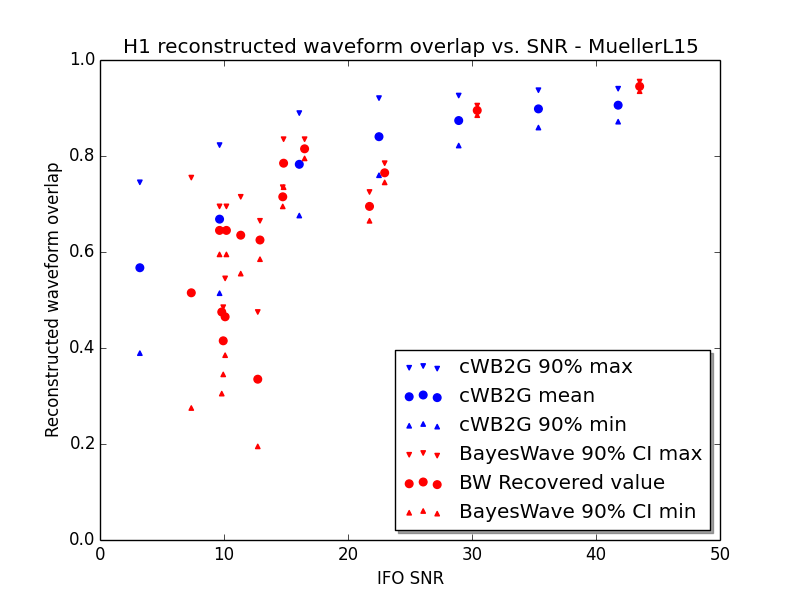 H1 reconstructed waveform overlap vs. SNR - MuellerL15
1.0
0.8
0.6
0.4
0.2
0.0
Reconstructed waveform overlap
cWB2G 90% max
cWB2G mean
cWB2G 90% min
BayesWave 90% CI max
BW Recovered value
BayesWave 90% CI min
0 10 20 30 40 50
IFO SNR